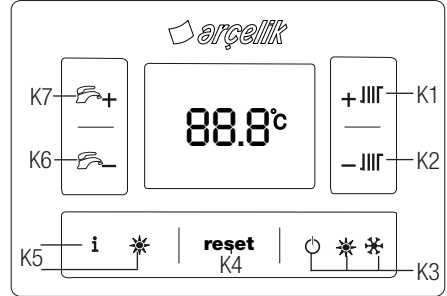 arçelik
K7 + + K1
88.8°C
K6 − − K2
K5 i reset K3
K4